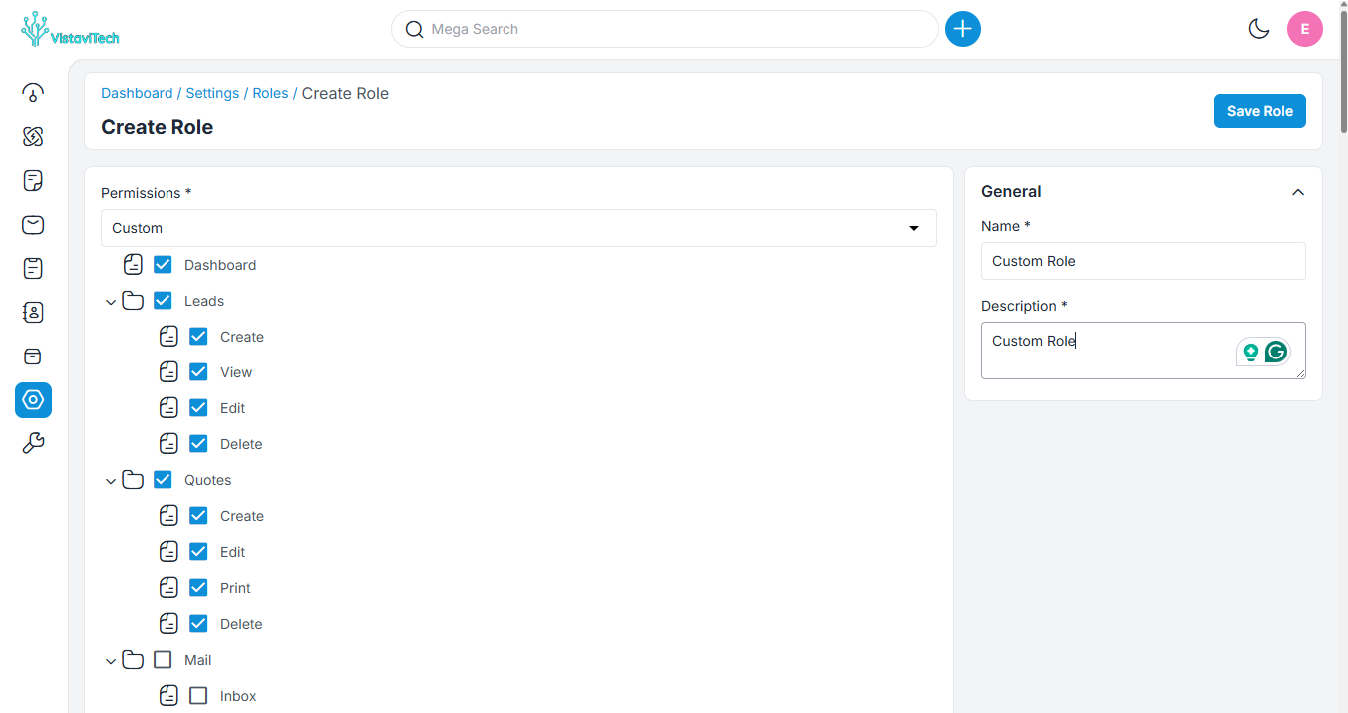 VistaviTech
Mega Search
E
Dashboard / Settings / Roles / Create Role
Create Role
Save Role
Permissions *
Custom
Dashboard
Leads
Create
View
Edit
Delete
Quotes
Create
Edit
Print
Delete
Mail
Inbox
General
Name *
Custom Role
Description *
Custom Role